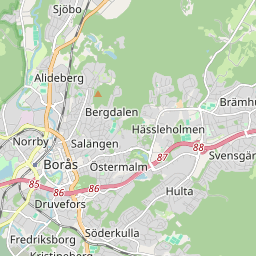 Sjöbo
Alideberg
Bergdalen
Brämhu
Hässleholmen
Norrby
Salängen
88
Svensgär
87
Borås
Östermalm
85
86
86
Hulta
Druvefors
Söderkulla
Fredriksborg
Kristineberg